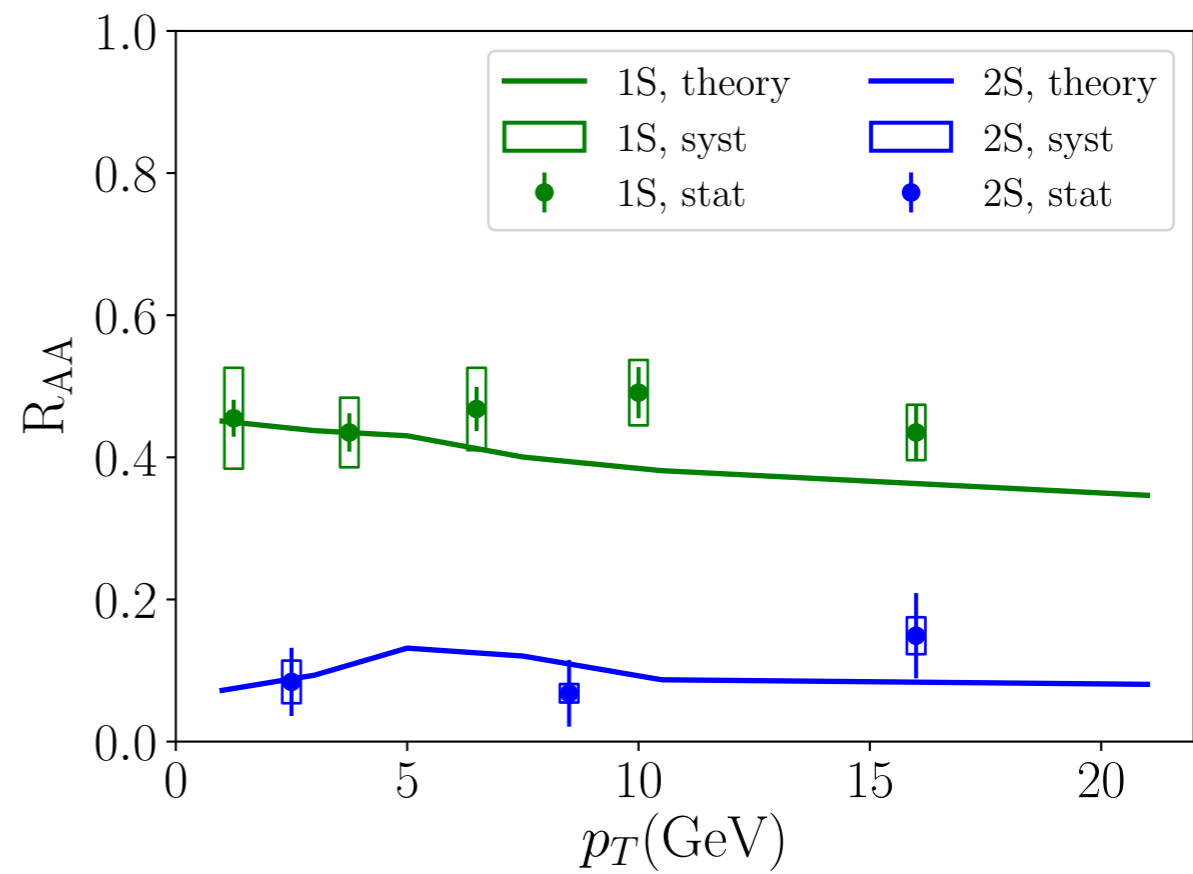 1.0
0.8
0.6
0.4
0.2
0.0
R_AA
0
5
10
15
20
p_T(GeV)
1S, theory
1S, syst
1S, stat
2S, theory
2S, syst
2S, stat